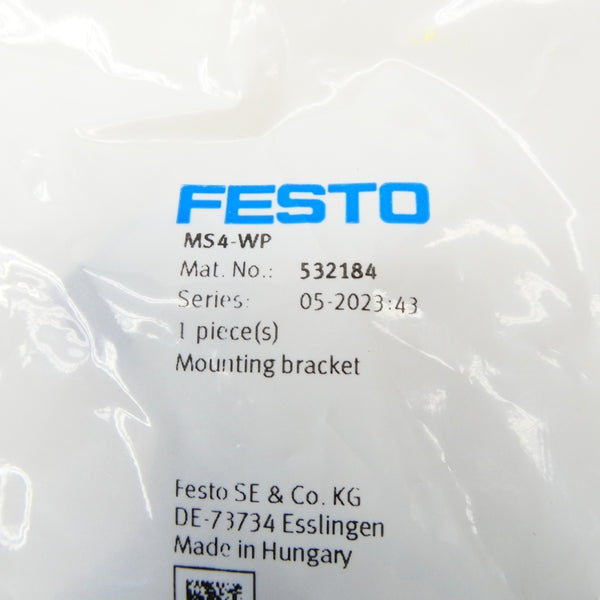 FESTO
MS4-WP
Mat. No.: 532184
Series: 05-2023:43
1 piece(s)
Mounting bracket
Festo SE & Co. KG
DE-73734 Esslingen
Made in Hungary